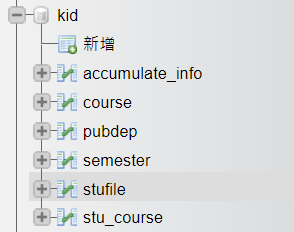 kid
新增
accumulate_info
course
pubdep
semester
stufile
stu_course